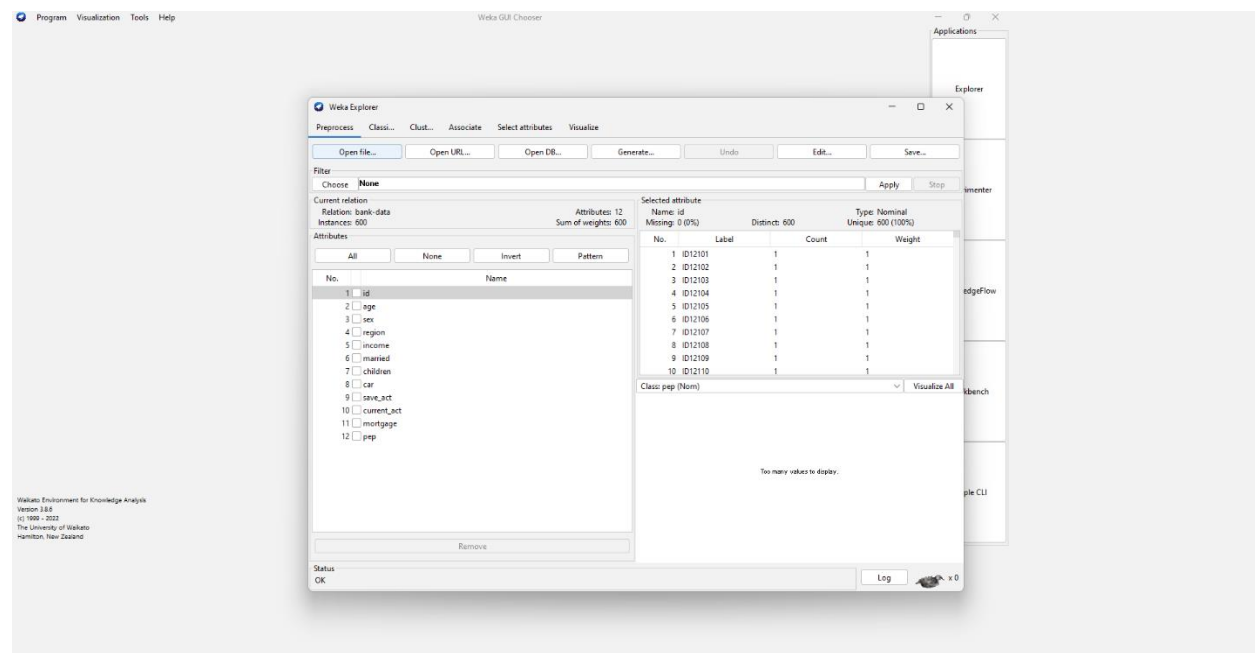 Program Visualization Tools Help
Weka GUI Chooser
Applications
Explorer
imenter
edgeFlow
kbench
ple CLI
Waikato Environment for Knowledge Analysis
Version 3.8.6
(c) 1999 - 2022
The University of Waikato
Hamilton, New Zealand
Weka Explorer
Preprocess Classi... Clust... Associate Select attributes Visualize
Open file... Open URL... Open DB... Generate... Undo Edit... Save...
Filter
Choose None Apply Stop
Current relation
Relation: bank-data Attributes: 12
Instances: 600 Sum of weights: 600
Attributes
All None Invert Pattern
No. Name
1 id
2 age
3 sex
4 region
5 income
6 married
7 children
8 car
9 save_act
10 current_act
11 mortgage
12 pep
Remove
Selected attribute
Name: id Type: Nominal
Missing: 0 (0%) Distinct: 600 Unique: 600 (100%)
No. Label Count Weight
1 ID12101 1 1
2 ID12102 1 1
3 ID12103 1 1
4 ID12104 1 1
5 ID12105 1 1
6 ID12106 1 1
7 ID12107 1 1
8 ID12108 1 1
9 ID12109 1 1
10 ID12110 1 1
Class: pep (Nom) Visualize All
Too many values to display.
Status
OK
Log x 0